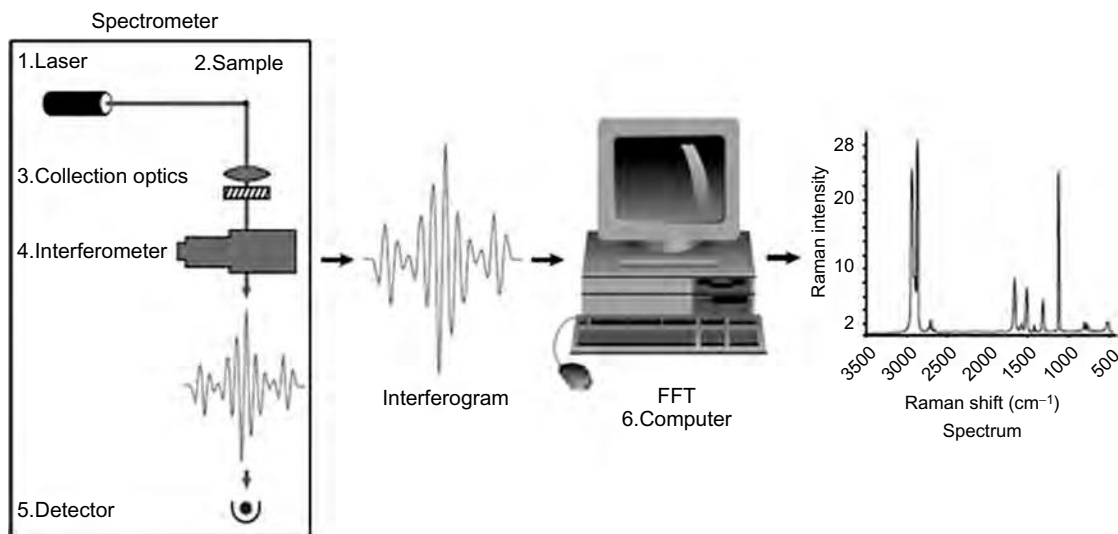 Spectrometer
1.Laser
2.Sample
3.Collection optics
4.Interferometer
5.Detector
Interferogram
FFT
6.Computer
Raman intensity
28
20
10
2
3500 3000 2500 2000 1500 1000 500
Raman shift (cm⁻¹)
Spectrum